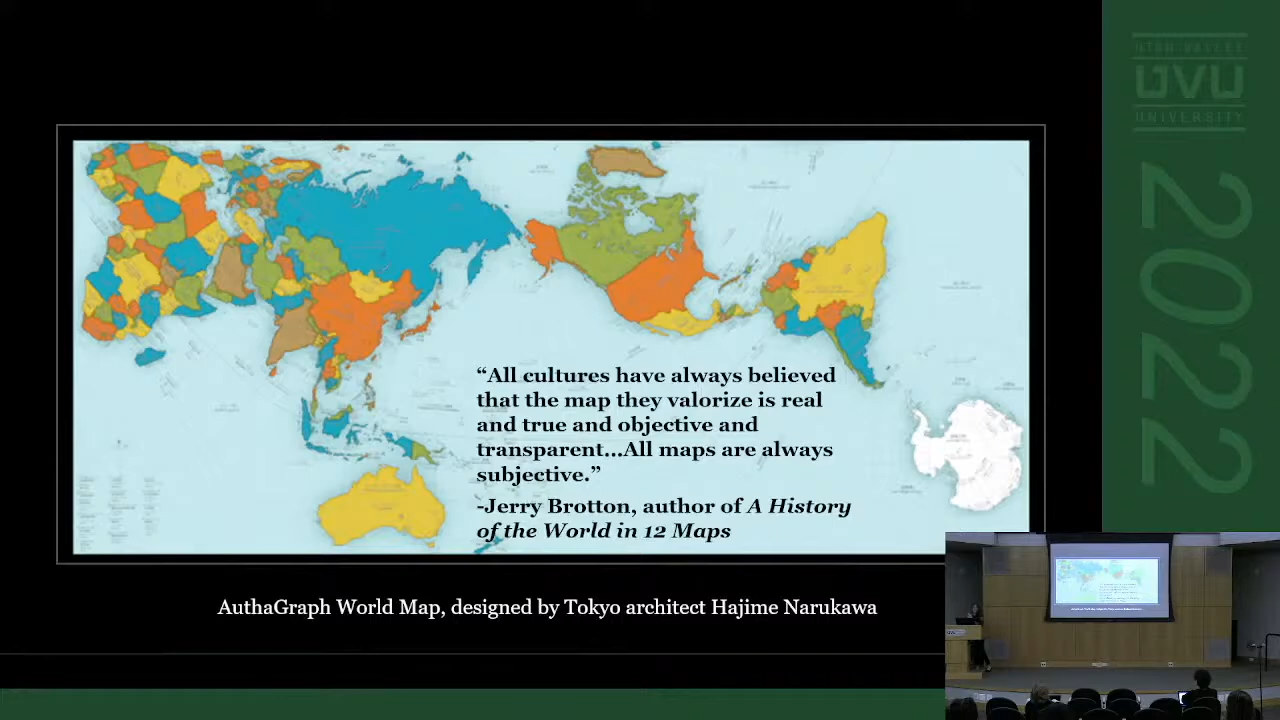 UTAH VALLEY
UVU
UNIVERSITY
2022
“All cultures have always believed
that the map they valorize is real
and true and objective and
transparent...All maps are always
subjective.”
-Jerry Brotton, author of A History
of the World in 12 Maps
AuthaGraph World Map, designed by Tokyo architect Hajime Narukawa